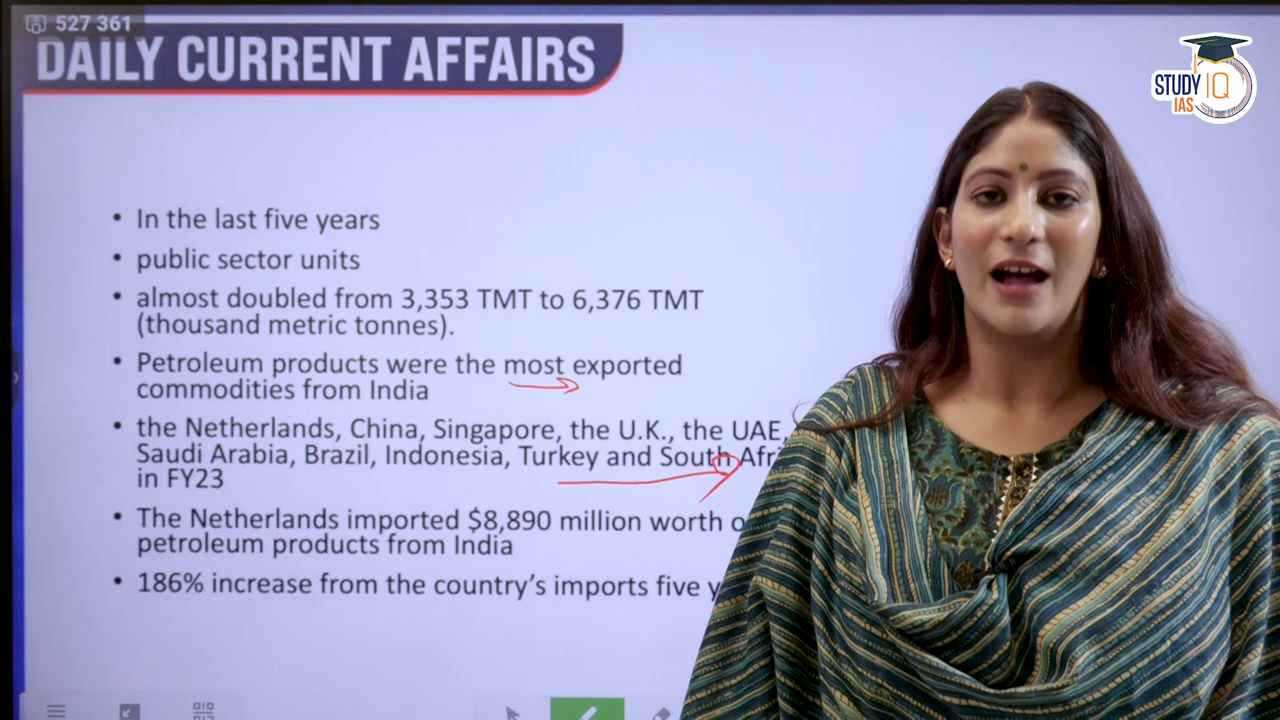 527 361
DAILY CURRENT AFFAIRS
STUDY IQ
IAS
• In the last five years
• public sector units
• almost doubled from 3,353 TMT to 6,376 TMT
(thousand metric tonnes).
• Petroleum products were the most exported
commodities from India
• the Netherlands, China, Singapore, the U.K., the UAE,
Saudi Arabia, Brazil, Indonesia, Turkey and South
in FY23
• The Netherlands imported $8,890 million worth
petroleum products from India
• 186% increase from the country’s imports five